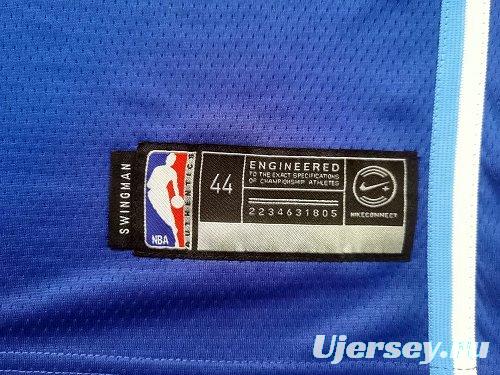 SWINGMAN
NBA
AUTHENTICS
44
ENGINEERED
TO THE EXACT SPECIFICATIONS
OF CHAMPIONSHIP ATHLETES
2234631805
NIKECONNECT
Ujersey.ru